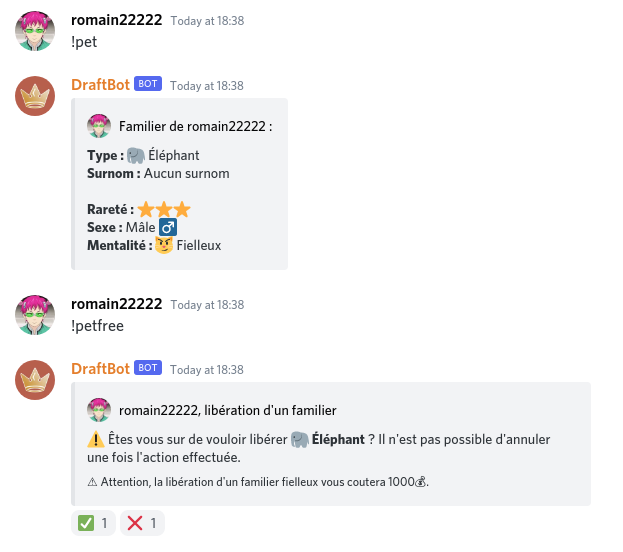 romain22222 Today at 18:38
!pet
DraftBot BOT Today at 18:38
Familier de romain22222 :
Type : 🐘 Éléphant
Surnom : Aucun surnom
Rareté : ⭐⭐⭐
Sexe : Mâle ♂️
Mentalité : 😼 Fielleux
romain22222 Today at 18:38
!petfree
DraftBot BOT Today at 18:38
romain22222, libération d'un familier
⚠️ Êtes vous sur de vouloir libérer 🐘 Éléphant ? Il n'est pas possible d'annuler
une fois l'action effectuée.
⚠ Attention, la libération d'un familier fielleux vous coutera 1000💰.
✅ 1 ❌ 1